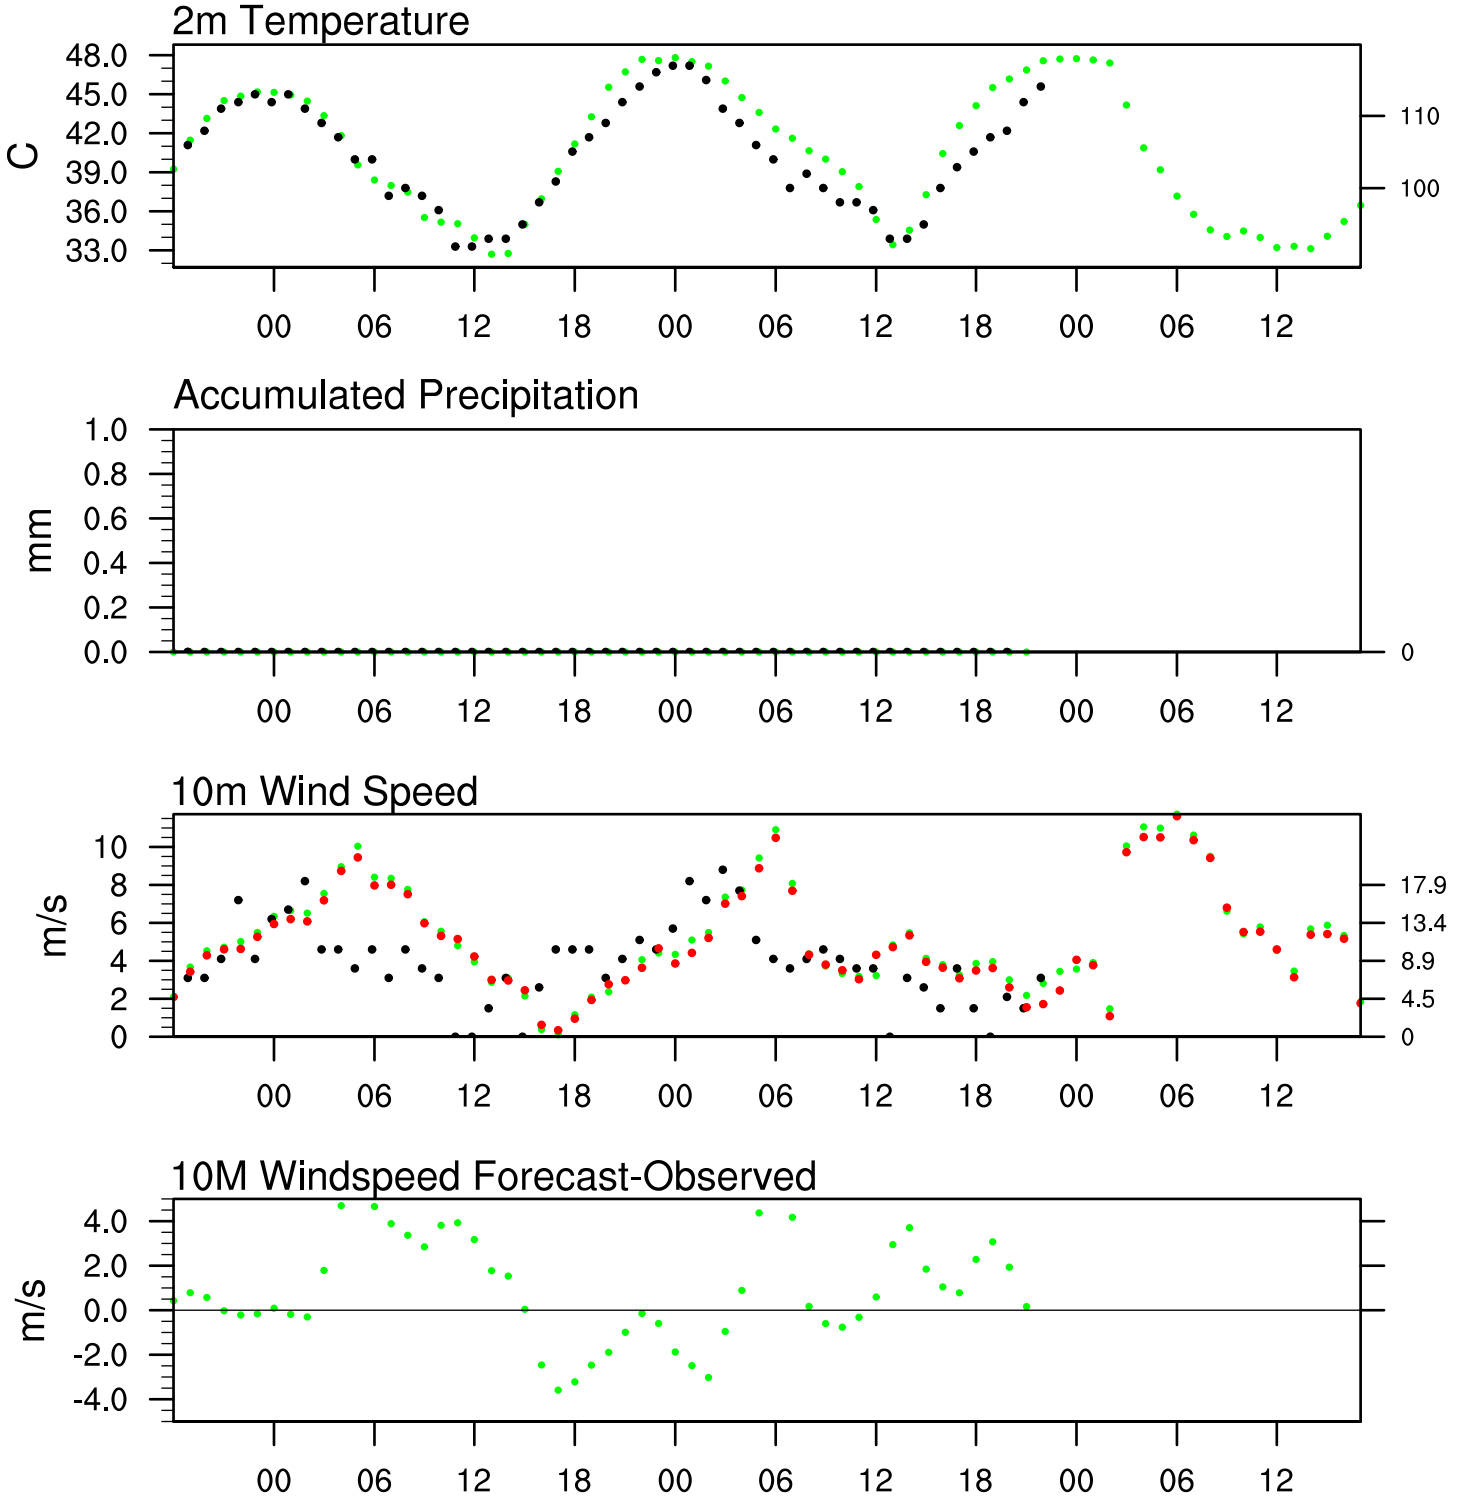 2m Temperature
48.0
45.0
42.0
39.0
36.0
33.0
C
110
100
00 06 12 18 00 06 12 18 00 06 12
Accumulated Precipitation
1.0
0.8
0.6
0.4
0.2
0.0
mm
0
00 06 12 18 00 06 12 18 00 06 12
10m Wind Speed
10
8
6
4
2
0
m/s
17.9
13.4
8.9
4.5
0
00 06 12 18 00 06 12 18 00 06 12
10M Windspeed Forecast-Observed
4.0
2.0
0.0
-2.0
-4.0
m/s
00 06 12 18 00 06 12 18 00 06 12